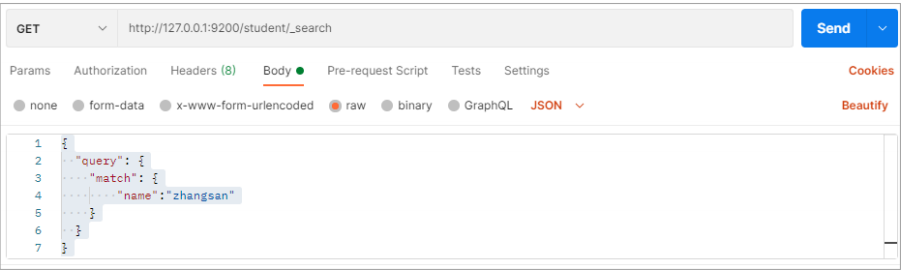 GET http://127.0.0.1:9200/student/_search Send
Params Authorization Headers (8) Body Pre-request Script Tests Settings Cookies
none form-data x-www-form-urlencoded raw binary GraphQL JSON Beautify
1 {
2 "query": {
3 "match": {
4 "name":"zhangsan"
5 }
6 }
7 }